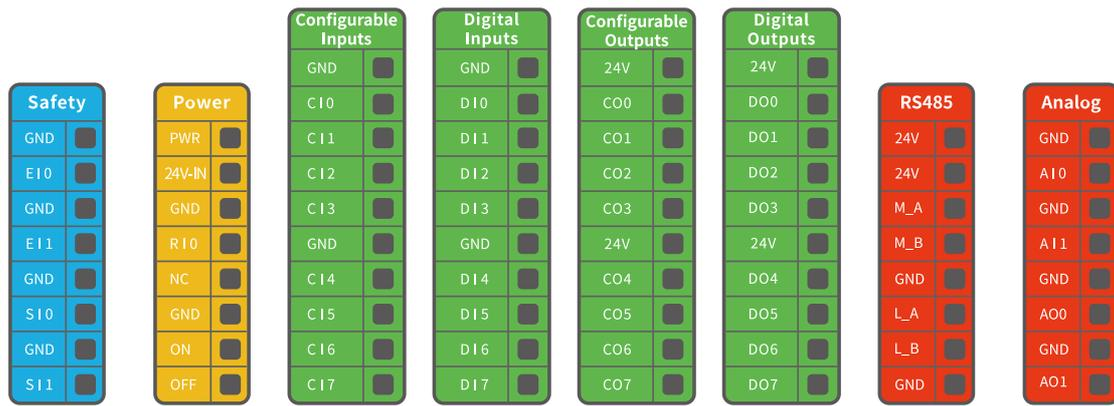 Safety
GND
EI0
GND
EI1
GND
SI0
GND
SI1
Power
PWR
24V-IN
GND
RI0
NC
GND
ON
OFF
Configurable
Inputs
GND
CI0
CI1
CI2
CI3
GND
CI4
CI5
CI6
CI7
Digital
Inputs
GND
DI0
DI1
DI2
DI3
GND
DI4
DI5
DI6
DI7
Configurable
Outputs
24V
CO0
CO1
CO2
CO3
24V
CO4
CO5
CO6
CO7
Digital
Outputs
24V
DO0
DO1
DO2
DO3
24V
DO4
DO5
DO6
DO7
RS485
24V
24V
M_A
M_B
GND
L_A
L_B
GND
Analog
GND
AI0
GND
AI1
GND
AO0
GND
AO1